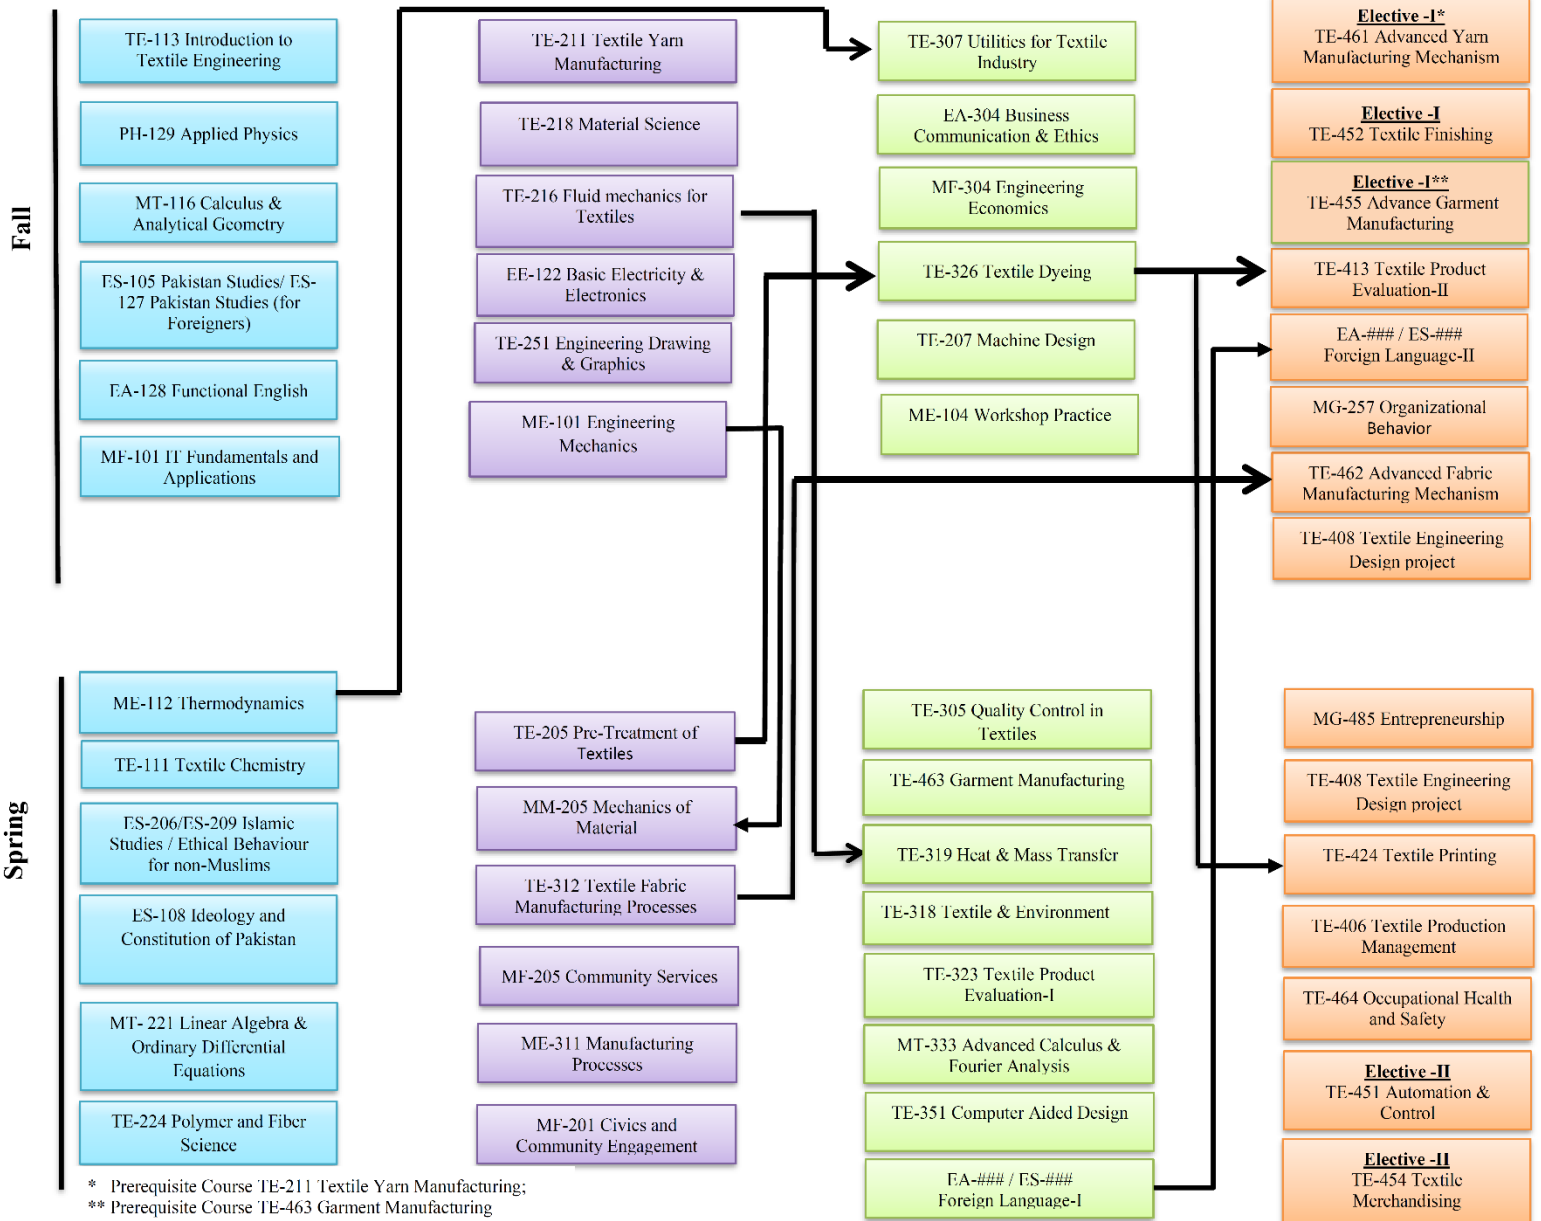 Fall
TE-113 Introduction to
Textile Engineering
PH-129 Applied Physics
MT-116 Calculus &
Analytical Geometry
ES-105 Pakistan Studies/ ES-
127 Pakistan Studies (for
Foreigners)
EA-128 Functional English
MF-101 IT Fundamentals and
Applications
TE-211 Textile Yarn
Manufacturing
TE-218 Material Science
TE-216 Fluid mechanics for
Textiles
EE-122 Basic Electricity &
Electronics
TE-251 Engineering Drawing
& Graphics
ME-101 Engineering
Mechanics
TE-307 Utilities for Textile
Industry
EA-304 Business
Communication & Ethics
MF-304 Engineering
Economics
TE-326 Textile Dyeing
TE-207 Machine Design
ME-104 Workshop Practice
Elective -I*
TE-461 Advanced Yarn
Manufacturing Mechanism
Elective -I
TE-452 Textile Finishing
Elective -I**
TE-455 Advance Garment
Manufacturing
TE-413 Textile Product
Evaluation-II
EA-### / ES-###
Foreign Language-II
MG-257 Organizational
Behavior
TE-462 Advanced Fabric
Manufacturing Mechanism
TE-408 Textile Engineering
Design project
Spring
ME-112 Thermodynamics
TE-111 Textile Chemistry
ES-206/ES-209 Islamic
Studies / Ethical Behaviour
for non-Muslims
ES-108 Ideology and
Constitution of Pakistan
MT- 221 Linear Algebra &
Ordinary Differential
Equations
TE-224 Polymer and Fiber
Science
TE-205 Pre-Treatment of
Textiles
MM-205 Mechanics of
Material
TE-312 Textile Fabric
Manufacturing Processes
MF-205 Community Services
ME-311 Manufacturing
Processes
MF-201 Civics and
Community Engagement
TE-305 Quality Control in
Textiles
TE-463 Garment Manufacturing
TE-319 Heat & Mass Transfer
TE-318 Textile & Environment
TE-323 Textile Product
Evaluation-I
MT-333 Advanced Calculus &
Fourier Analysis
TE-351 Computer Aided Design
EA-### / ES-###
Foreign Language-I
MG-485 Entrepreneurship
TE-408 Textile Engineering
Design project
TE-424 Textile Printing
TE-406 Textile Production
Management
TE-464 Occupational Health
and Safety
Elective -II
TE-451 Automation &
Control
Elective -II
TE-454 Textile
Merchandising
* Prerequisite Course TE-211 Textile Yarn Manufacturing;
** Prerequisite Course TE-463 Garment Manufacturing